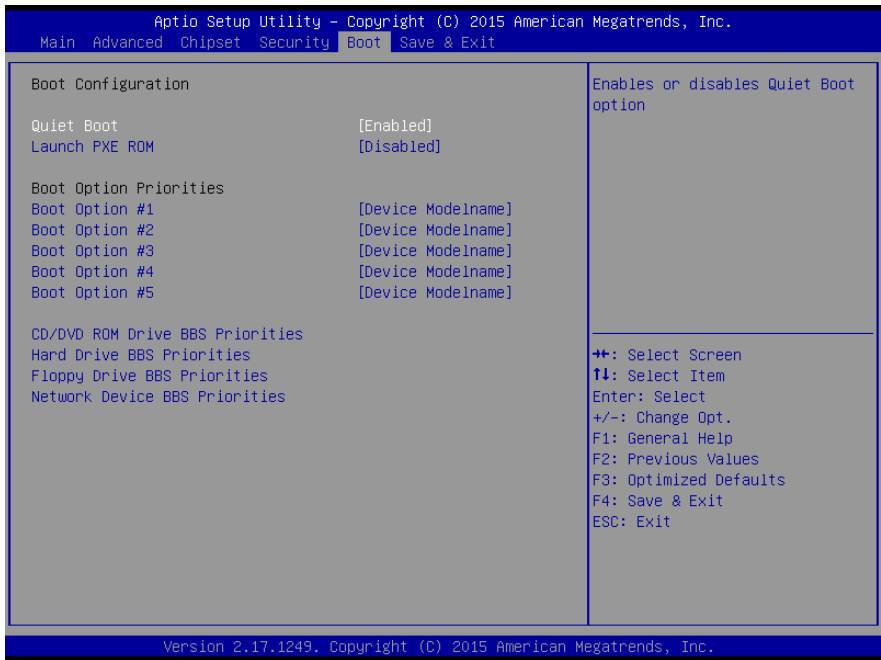 Aptio Setup Utility – Copyright (C) 2015 American Megatrends, Inc.
Main Advanced Chipset Security Boot Save & Exit
Boot Configuration
Quiet Boot [Enabled]
Launch PXE ROM [Disabled]
Boot Option Priorities
Boot Option #1 [Device Modelname]
Boot Option #2 [Device Modelname]
Boot Option #3 [Device Modelname]
Boot Option #4 [Device Modelname]
Boot Option #5 [Device Modelname]
CD/DVD ROM Drive BBS Priorities
Hard Drive BBS Priorities
Floppy Drive BBS Priorities
Network Device BBS Priorities
Enables or disables Quiet Boot
option
→←: Select Screen
↑↓: Select Item
Enter: Select
+/-: Change Opt.
F1: General Help
F2: Previous Values
F3: Optimized Defaults
F4: Save & Exit
ESC: Exit
Version 2.17.1249. Copyright (C) 2015 American Megatrends, Inc.